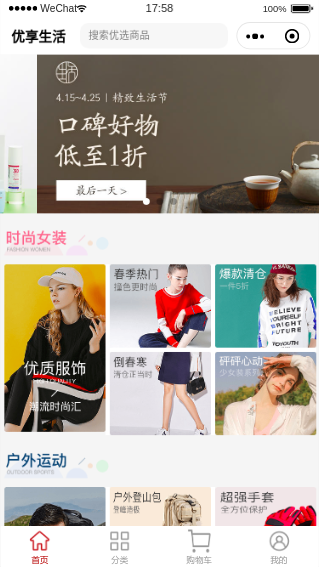 WeChat
17:58
100%
优享生活
搜索优选商品
4.15~4.25 | 精致生活节
口碑好物
低至1折
最后一天 >
时尚女装
FASHION WOMEN
优质服饰
潮流时尚汇
春季热门
撞色更时尚
爆款清仓
一件5折
BELIEVE
YOURSELF
BRIGHT
FUTURE
倒春寒
清仓正当时
砰砰心动
少女装系列
户外运动
OUTDOOR SPORTS
户外登山包
登峰造极
超强手套
全方位保护
首页
分类
购物车
我的